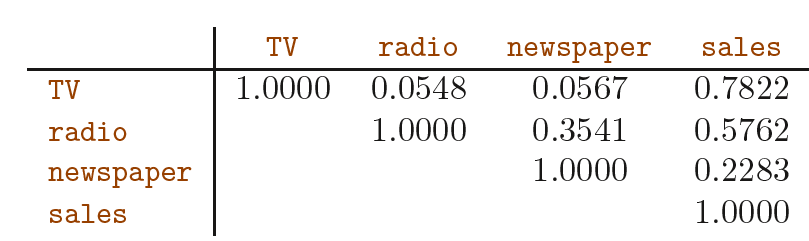 TV radio newspaper sales
TV 1.0000 0.0548 0.0567 0.7822
radio 1.0000 0.3541 0.5762
newspaper 1.0000 0.2283
sales 1.0000